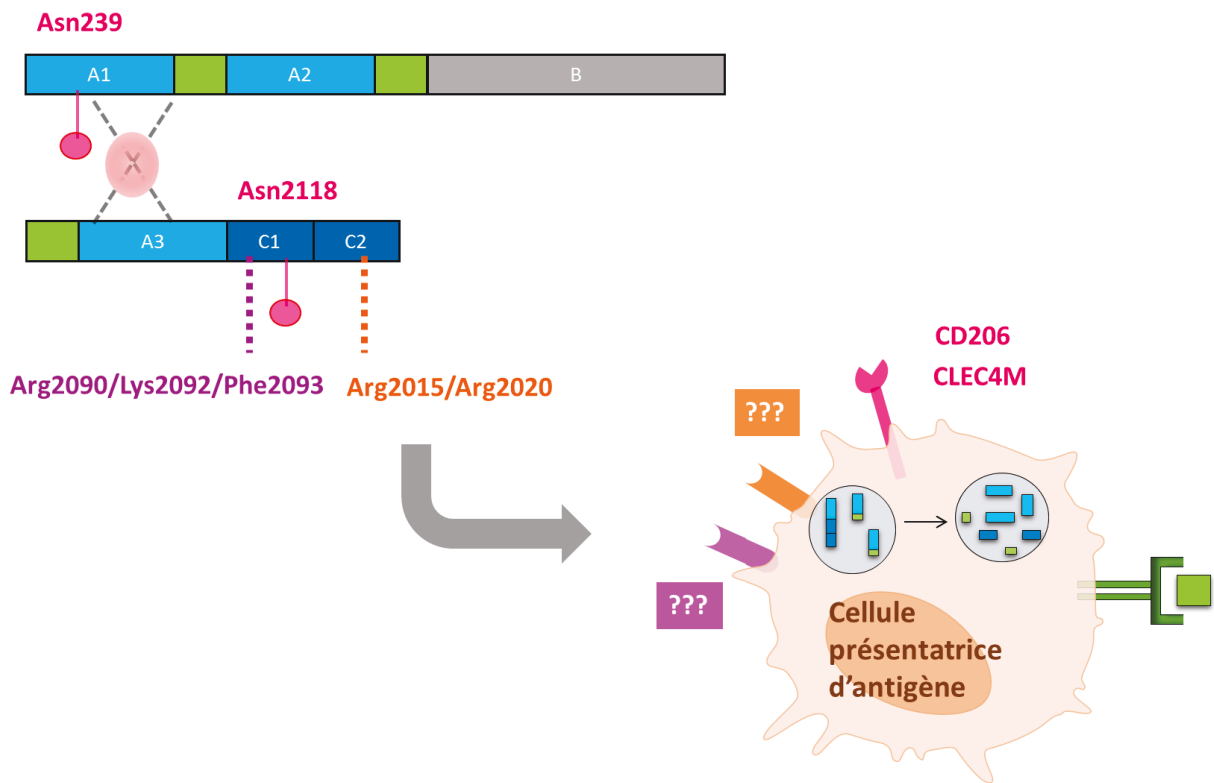 Asn239
A1
A2
B
X
Asn2118
A3
C1
C2
Arg2090/Lys2092/Phe2093
Arg2015/Arg2020
CD206
CLEC4M
???
???
Cellule
présentatrice
d'antigène